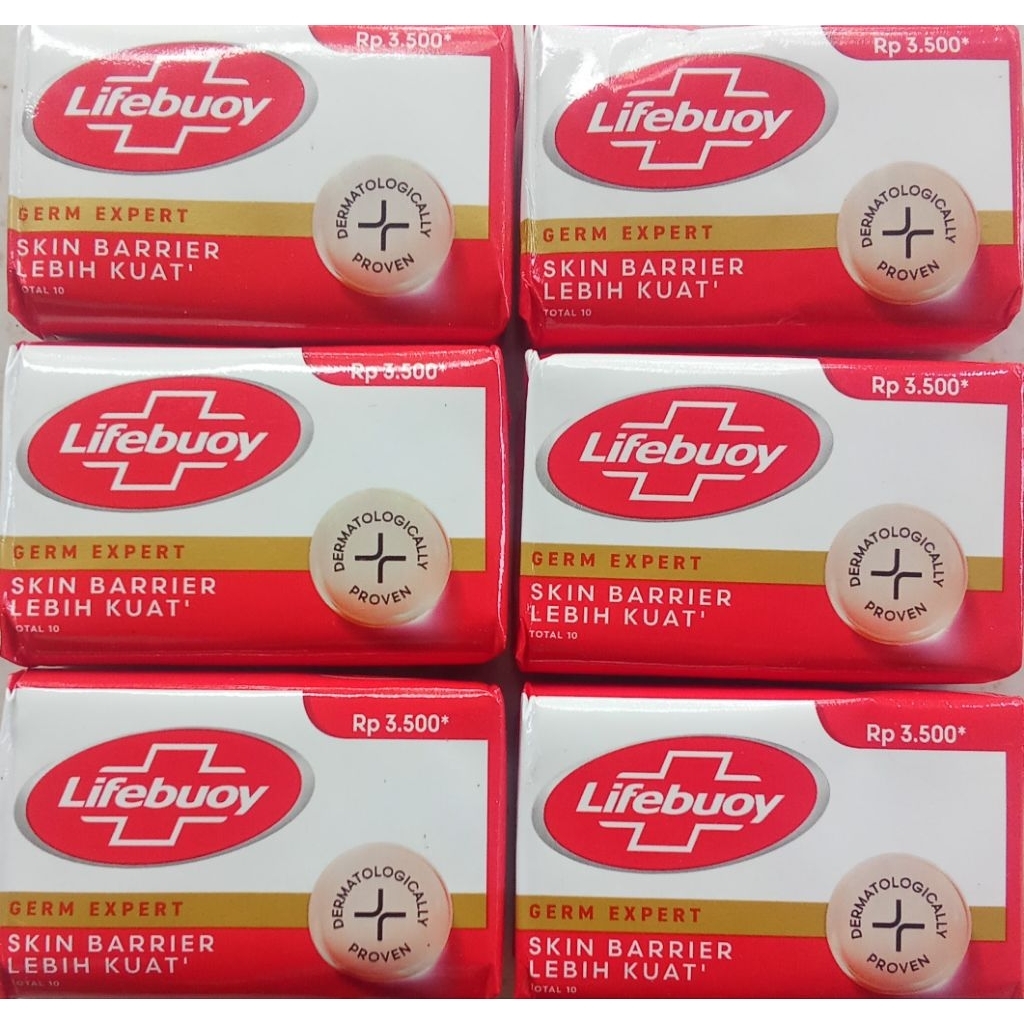 Rp 3.500*
Lifebuoy
GERM EXPERT
SKIN BARRIER
LEBIH KUAT'
TOTAL 10
DERMATOLOGICALLY
PROVEN
Rp 3.500*
Lifebuoy
GERM EXPERT
SKIN BARRIER
LEBIH KUAT'
TOTAL 10
DERMATOLOGICALLY
PROVEN
Rp 3.500*
Lifebuoy
GERM EXPERT
SKIN BARRIER
LEBIH KUAT'
TOTAL 10
DERMATOLOGICALLY
PROVEN
Rp 3.500*
Lifebuoy
GERM EXPERT
SKIN BARRIER
LEBIH KUAT'
TOTAL 10
DERMATOLOGICALLY
PROVEN
Rp 3.500*
Lifebuoy
GERM EXPERT
SKIN BARRIER
LEBIH KUAT'
TOTAL 10
DERMATOLOGICALLY
PROVEN
Rp 3.500*
Lifebuoy
GERM EXPERT
SKIN BARRIER
LEBIH KUAT'
TOTAL 10
DERMATOLOGICALLY
PROVEN